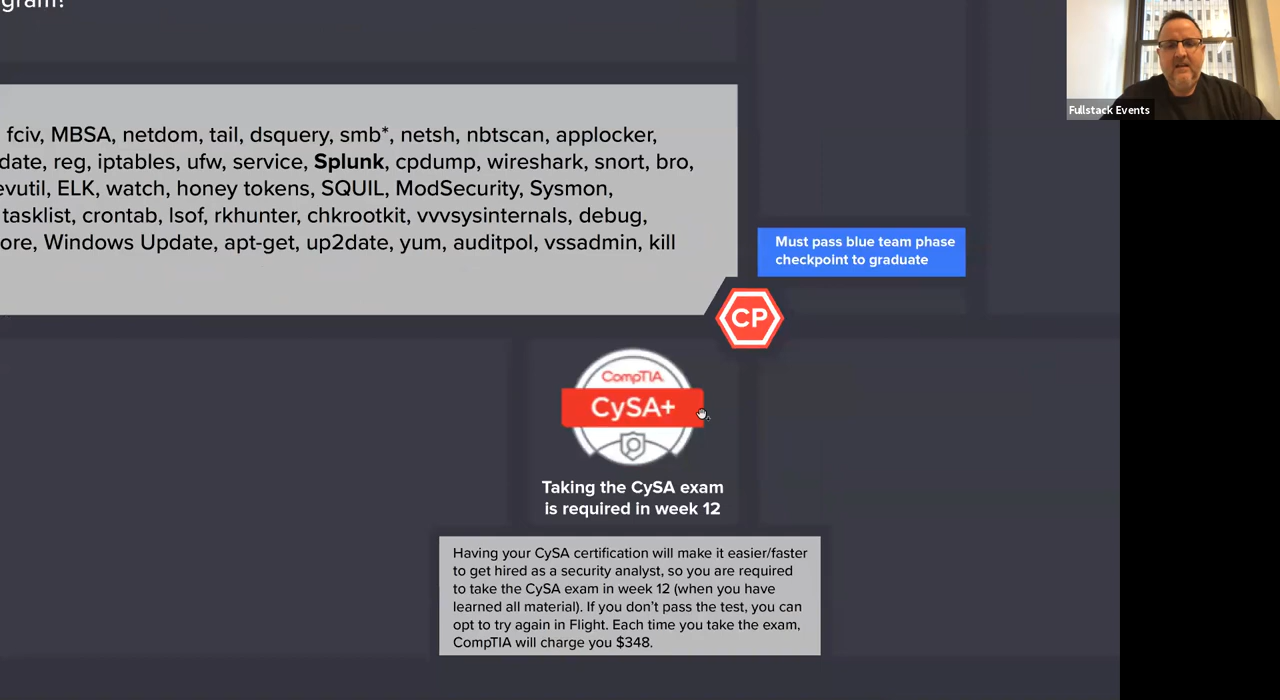 gram?
Fullstack Events
fciv, MBSA, netdom, tail, dsquery, smb*, netsh, nbtscan, applocker,
date, reg, iptables, ufw, service, Splunk, cpdump, wireshark, snort, bro,
evutil, ELK, watch, honey tokens, SQUIL, ModSecurity, Sysmon,
tasklist, crontab, lsof, rkhunter, chkrootkit, vvvsysinternals, debug,
ore, Windows Update, apt-get, up2date, yum, auditpol, vssadmin, kill
Must pass blue team phase
checkpoint to graduate
CP
CompTIA
CySA+
Taking the CySA exam
is required in week 12
Having your CySA certification will make it easier/faster
to get hired as a security analyst, so you are required
to take the CySA exam in week 12 (when you have
learned all material). If you don't pass the test, you can
opt to try again in Flight. Each time you take the exam,
CompTIA will charge you $348.